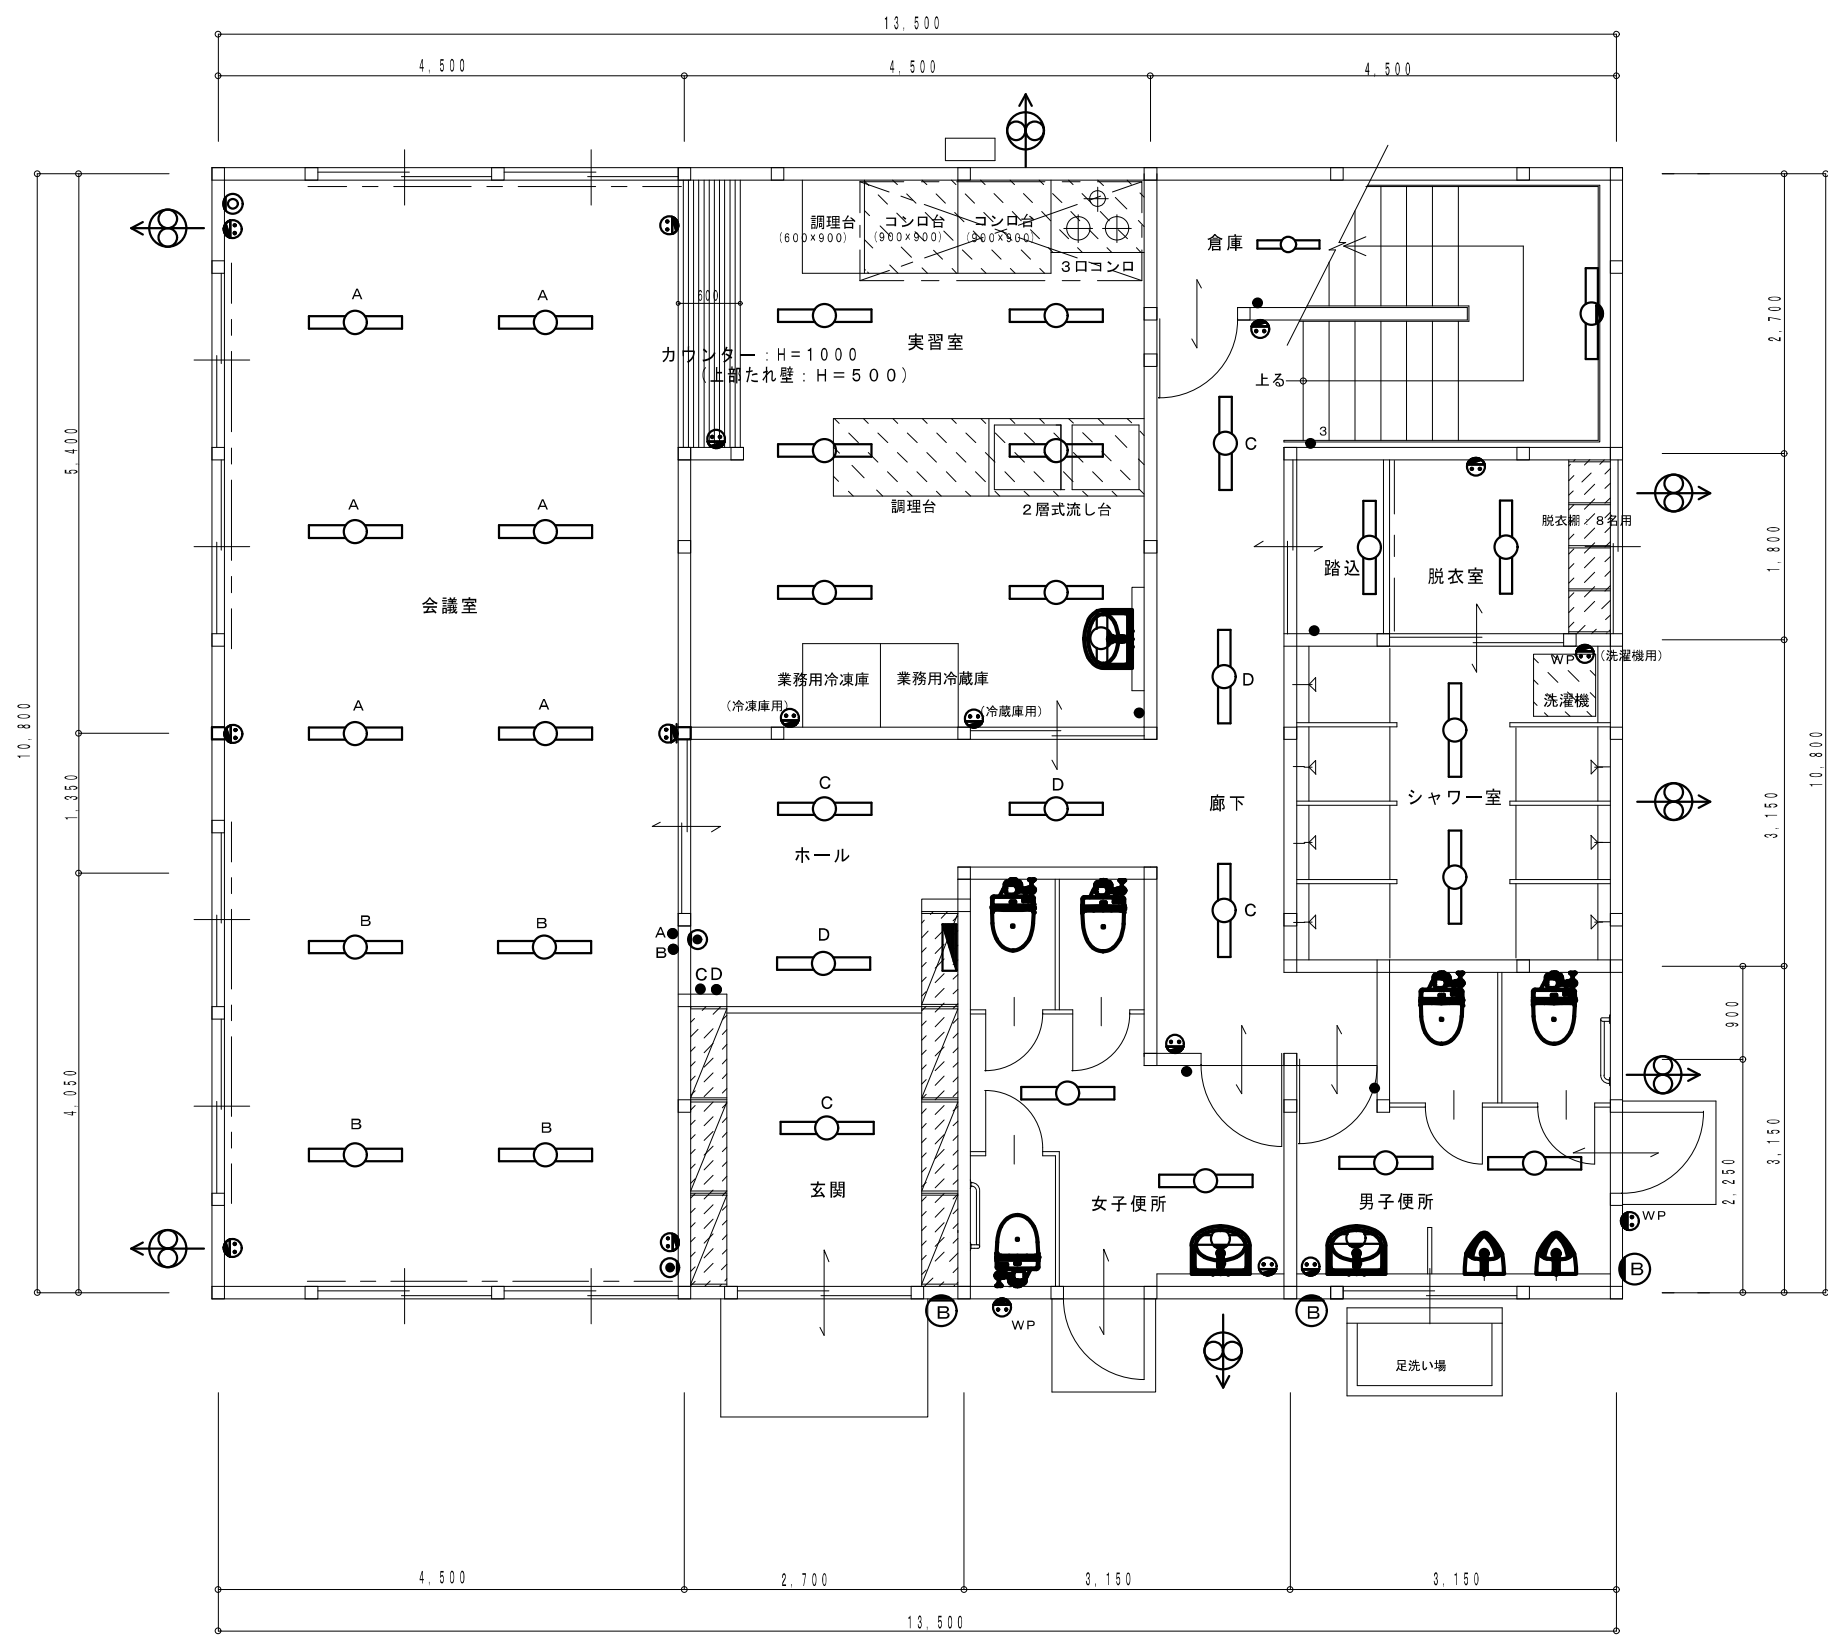 13,500
4,500
4,500
4,500
調理台
(600×900)
コンロ台
(900×900)
コンロ台
(900×900)
3口コンロ
倉庫
600
A
A
実習室
カウンター:H=1000
(上部たれ壁:H=500)
上る
2,700
3
C
5,400
A
A
調理台
2層式流し台
脱衣棚:8名用
1,800
踏込
脱衣室
会議室
WP
(洗濯機用)
業務用冷凍庫
業務用冷蔵庫
D
洗濯機
(冷凍庫用)
(冷蔵庫用)
A
A
10,800
10,800
1,350
C
D
廊下
シャワー室
3,150
ホール
B
B
A
B
D
C
C D
900
4,050
C
B
B
玄関
女子便所
男子便所
3,150
2,250
WP
B
B
B
WP
足洗い場
4,500
2,700
3,150
3,150
13,500